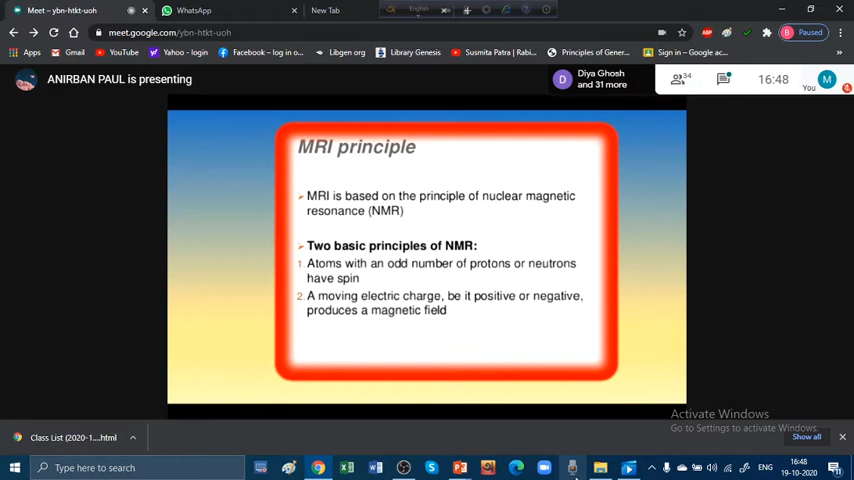 Meet – ybn-htkt-uoh
WhatsApp
New Tab
English
meet.google.com/ybn-htkt-uoh
ABP
B Paused
Apps
Gmail
YouTube
Yahoo - login
Facebook – log in o...
Libgen org
Library Genesis
Susmita Patra | Rabi...
Principles of Gener...
Sign in – Google ac...
ANIRBAN PAUL is presenting
D
Diya Ghosh
and 31 more
34
16:48
You
M
MRI principle
MRI is based on the principle of nuclear magnetic
resonance (NMR)
Two basic principles of NMR:
1. Atoms with an odd number of protons or neutrons
have spin
2. A moving electric charge, be it positive or negative,
produces a magnetic field
Activate Windows
Go to Settings to activate Windows.
Class List (2020-1....html
Show all
Type here to search
ENG
16:48
19-10-2020